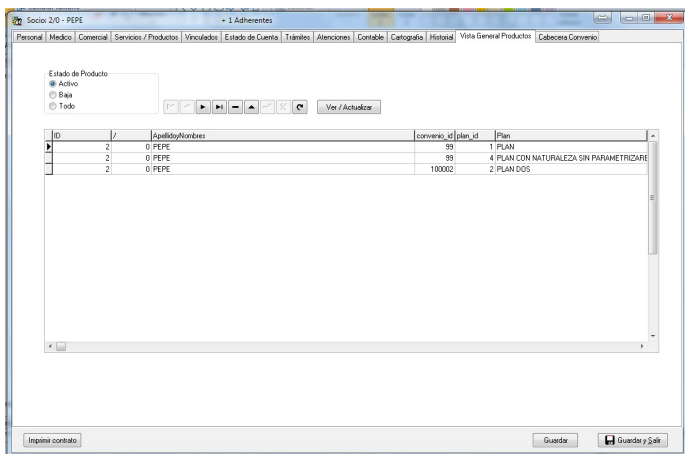 Socio: 2/0 - PEPE + 1 Adherentes
Personal Medico Comercial Servicios / Productos Vinculados Estado de Cuenta Trámites Atenciones Contable Cartografia Historial Vista General Productos Cabecera Convenio
Estado de Producto
Activo
Baja
Todo
Ver / Actualizar
ID / ApellidoyNombres convenio_id plan_id Plan
2 0 PEPE 99 1 PLAN
2 0 PEPE 99 4 PLAN CON NATURALEZA SIN PARAMETRIZARE
2 0 PEPE 100002 2 PLAN DOS
Imprimir contrato Guardar Guardar y Salir